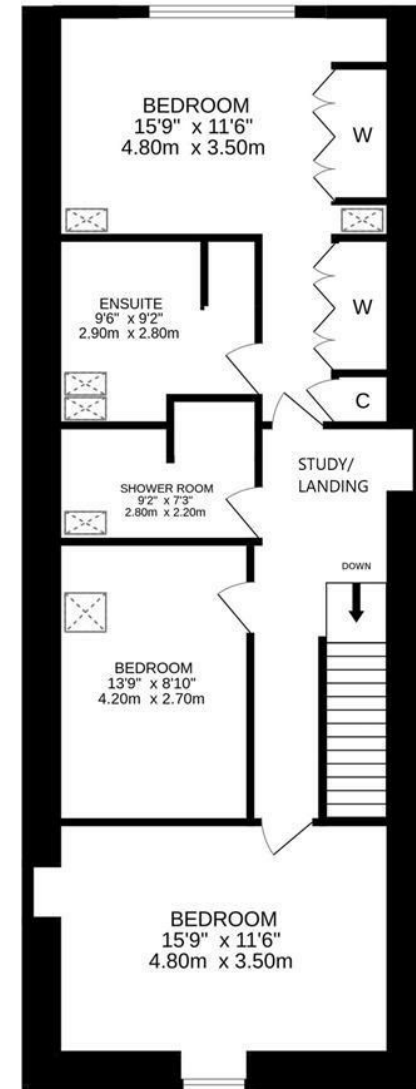 BEDROOM
15'9" x 11'6"
4.80m x 3.50m
W
ENSUITE
9'6" x 9'2"
2.90m x 2.80m
W
C
STUDY/
LANDING
SHOWER ROOM
9'2" x 7'3"
2.80m x 2.20m
DOWN
BEDROOM
13'9" x 8'10"
4.20m x 2.70m
BEDROOM
15'9" x 11'6"
4.80m x 3.50m